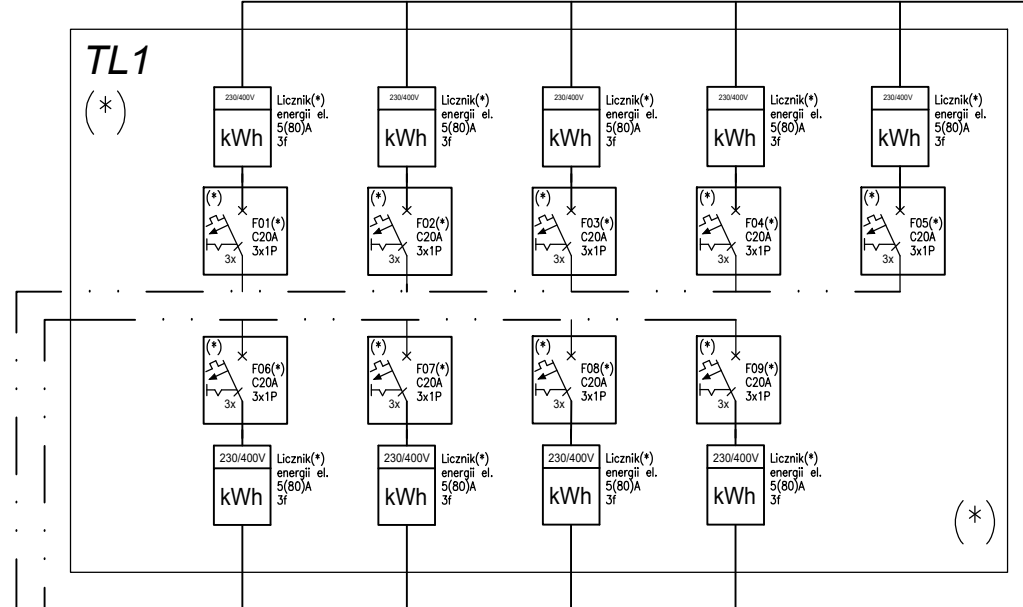 TL1
(*)
230/400V
kWh
Licznik(*)
energii el.
5(80)A
3f
230/400V
kWh
Licznik(*)
energii el.
5(80)A
3f
230/400V
kWh
Licznik(*)
energii el.
5(80)A
3f
230/400V
kWh
Licznik(*)
energii el.
5(80)A
3f
230/400V
kWh
Licznik(*)
energii el.
5(80)A
3f
(*)
F01(*)
C20A
3x1P
3x
(*)
F02(*)
C20A
3x1P
3x
(*)
F03(*)
C20A
3x1P
3x
(*)
F04(*)
C20A
3x1P
3x
(*)
F05(*)
C20A
3x1P
3x
(*)
F06(*)
C20A
3x1P
3x
(*)
F07(*)
C20A
3x1P
3x
(*)
F08(*)
C20A
3x1P
3x
(*)
F09(*)
C20A
3x1P
3x
230/400V
kWh
Licznik(*)
energii el.
5(80)A
3f
230/400V
kWh
Licznik(*)
energii el.
5(80)A
3f
230/400V
kWh
Licznik(*)
energii el.
5(80)A
3f
230/400V
kWh
Licznik(*)
energii el.
5(80)A
3f
(*)